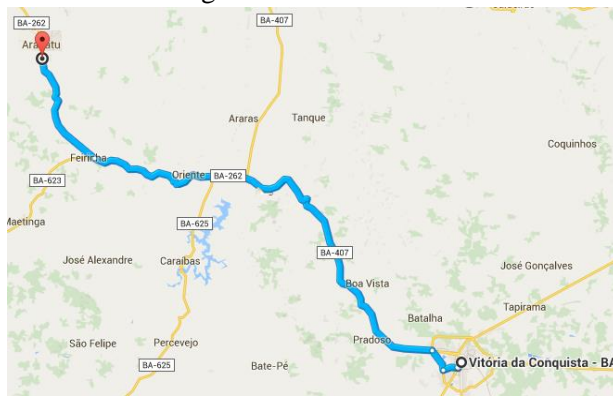 BA-262
BA-407
Araras
Tanque
Coquinhos
Feirinha
Oriente
BA-262
BA-623
Maetinga
BA-625
BA-407
José Alexandre
Caraíbas
José Gonçalves
Boa Vista
Tapirama
Batalha
São Felipe
Percevejo
Pradoso
Bate-Pé
Vitória da Conquista - BA
BA-625